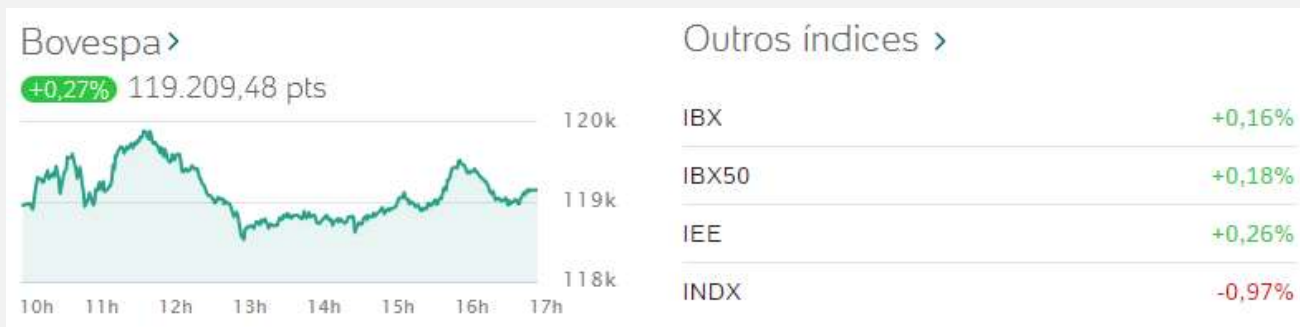 Bovespa
+0,27% 119.209,48 pts
120k
119k
118k
10h 11h 12h 13h 14h 15h 16h 17h
Outros índices
IBX +0,16%
IBX50 +0,18%
IEE +0,26%
INDX -0,97%